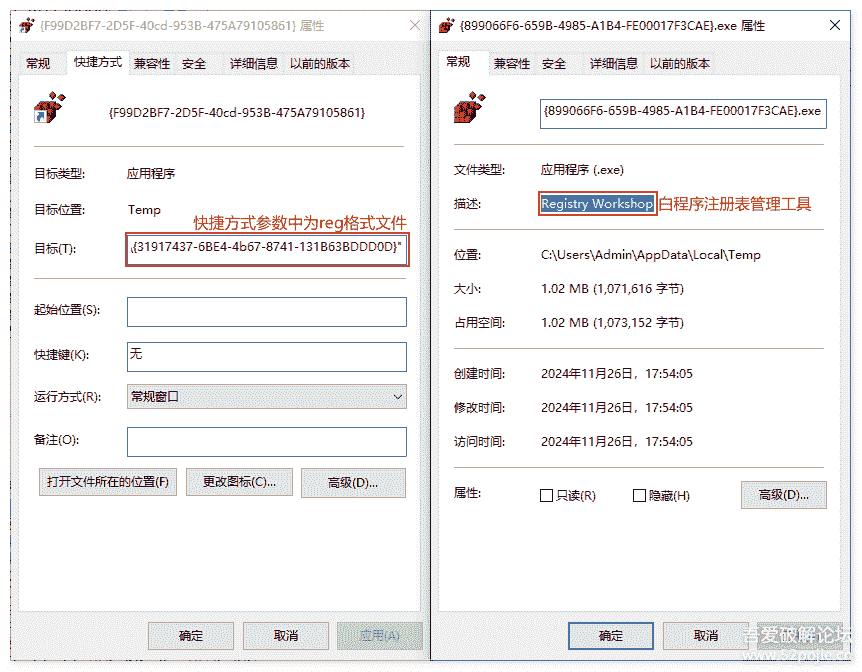 {F99D2BF7-2D5F-40cd-953B-475A79105861} 属性
常规 快捷方式 兼容性 安全 详细信息 以前的版本
{F99D2BF7-2D5F-40cd-953B-475A79105861}
目标类型: 应用程序
目标位置: Temp
快捷方式参数中为reg格式文件
目标(T): {31917437-6BE4-4b67-8741-131B63BDDD0D}"
起始位置(S):
快捷键(K): 无
运行方式(R): 常规窗口
备注(O):
打开文件所在的位置(F) 更改图标(C)... 高级(D)...
确定 取消 应用(A)
{899066F6-659B-4985-A1B4-FE00017F3CAE}.exe 属性
常规 兼容性 安全 详细信息 以前的版本
{899066F6-659B-4985-A1B4-FE00017F3CAE}.exe
文件类型: 应用程序 (.exe)
描述: Registry Workshop 白程序注册表管理工具
位置: C:\Users\Admin\AppData\Local\Temp
大小: 1.02 MB (1,071,616 字节)
占用空间: 1.02 MB (1,073,152 字节)
创建时间: 2024年11月26日，17:54:05
修改时间: 2024年11月26日，17:54:05
访问时间: 2024年11月26日，17:54:05
属性: 只读(R) 隐藏(H) 高级(D)...
确定 取消
吾爱破解论坛
www.52pojie.cn